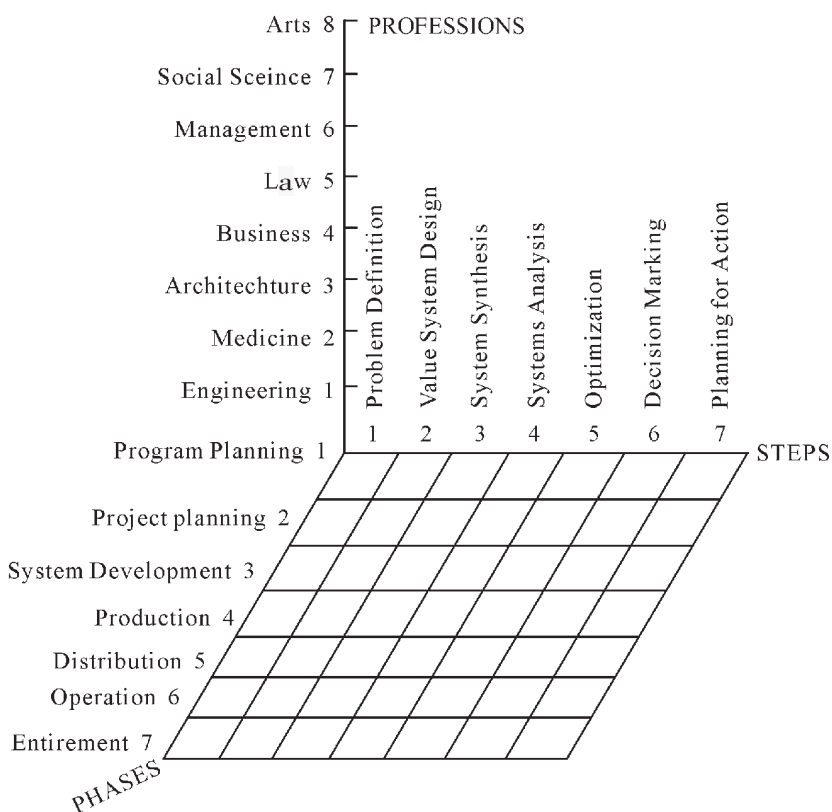 Arts 8 PROFESSIONS
Social Sceince 7
Management 6
Law 5
Business 4
Architechture 3
Medicine 2
Engineering 1
Problem Definition
Value System Design
System Synthesis
Systems Analysis
Optimization
Decision Marking
Planning for Action
1 2 3 4 5 6 7
STEPS
Program Planning 1
Project planning 2
System Development 3
Production 4
Distribution 5
Operation 6
Entirement 7
PHASES